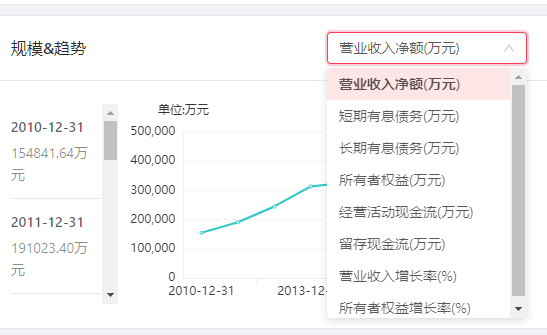 规模&趋势
营业收入净额(万元)
2010-12-31
154841.64万
元
2011-12-31
191023.40万
元
单位:万元
500,000
400,000
300,000
200,000
100,000
0
2010-12-31
2013-12-
营业收入净额(万元)
短期有息债务(万元)
长期有息债务(万元)
所有者权益(万元)
经营活动现金流(万元)
留存现金流(万元)
营业收入增长率(%)
所有者权益增长率(%)